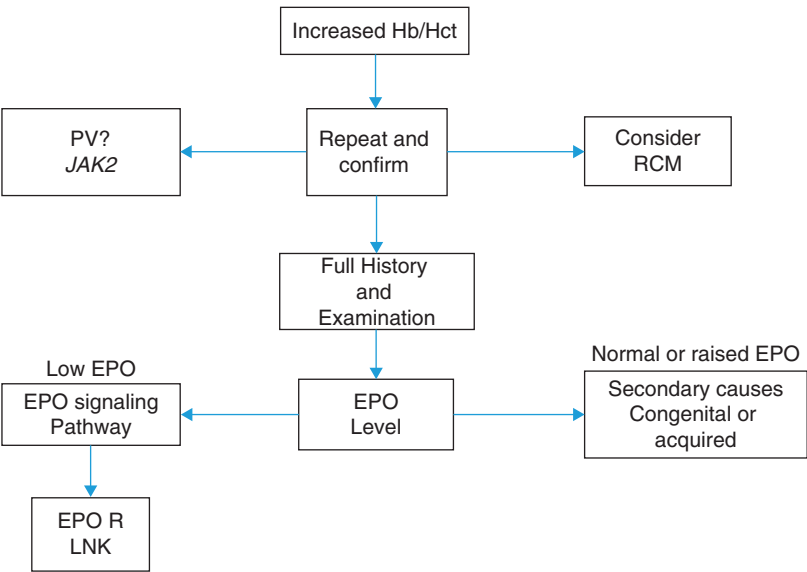 Increased Hb/Hct
PV?
JAK2
Repeat and
confirm
Consider
RCM
Full History
and
Examination
Low EPO
EPO signaling
Pathway
EPO
Level
Normal or raised EPO
Secondary causes
Congenital or
acquired
EPO R
LNK